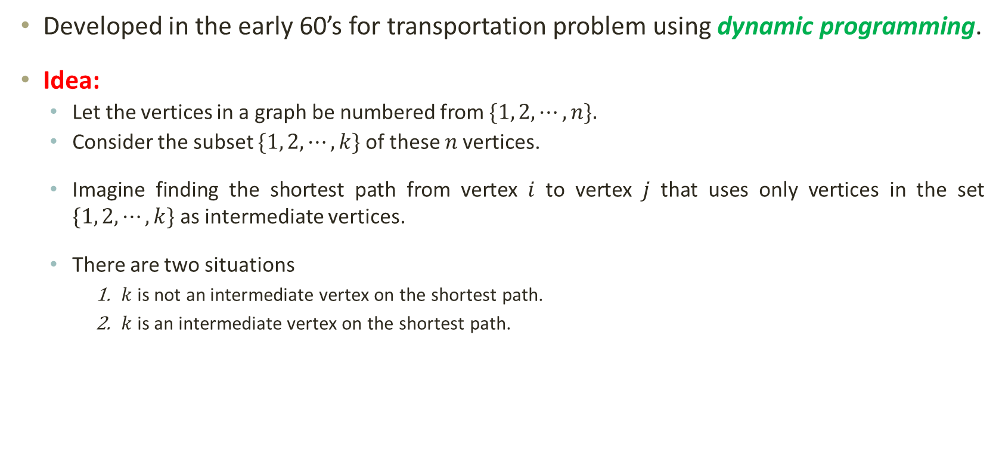 • Developed in the early 60’s for transportation problem using dynamic programming.
• Idea:
• Let the vertices in a graph be numbered from {1, 2, ⋯ , n}.
• Consider the subset {1, 2, ⋯ , k} of these n vertices.
• Imagine finding the shortest path from vertex i to vertex j that uses only vertices in the set
{1, 2, ⋯ , k} as intermediate vertices.
• There are two situations
1. k is not an intermediate vertex on the shortest path.
2. k is an intermediate vertex on the shortest path.